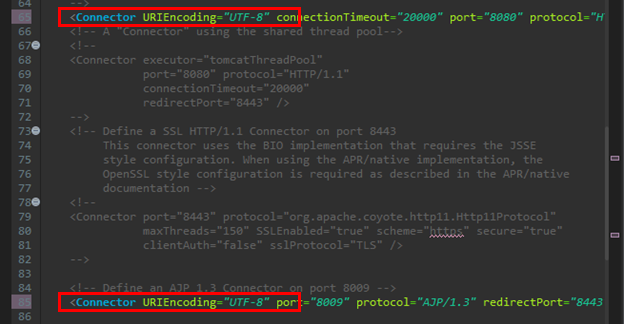 64 -->
65 <Connector URIEncoding="UTF-8" connectionTimeout="20000" port="8080" protocol="H
66 <!-- A "Connector" using the shared thread pool-->
67 <!--
68 <Connector executor="tomcatThreadPool"
69 port="8080" protocol="HTTP/1.1"
70 connectionTimeout="20000"
71 redirectPort="8443" />
72 -->
73 <!-- Define a SSL HTTP/1.1 Connector on port 8443
74 This connector uses the BIO implementation that requires the JSSE
75 style configuration. When using the APR/native implementation, the
76 OpenSSL style configuration is required as described in the APR/native
77 documentation -->
78 <!--
79 <Connector port="8443" protocol="org.apache.coyote.http11.Http11Protocol"
80 maxThreads="150" SSLEnabled="true" scheme="https" secure="true"
81 clientAuth="false" sslProtocol="TLS" />
82 -->
83
84 <!-- Define an AJP 1.3 Connector on port 8009 -->
85 <Connector URIEncoding="UTF-8" port="8009" protocol="AJP/1.3" redirectPort="8443
86